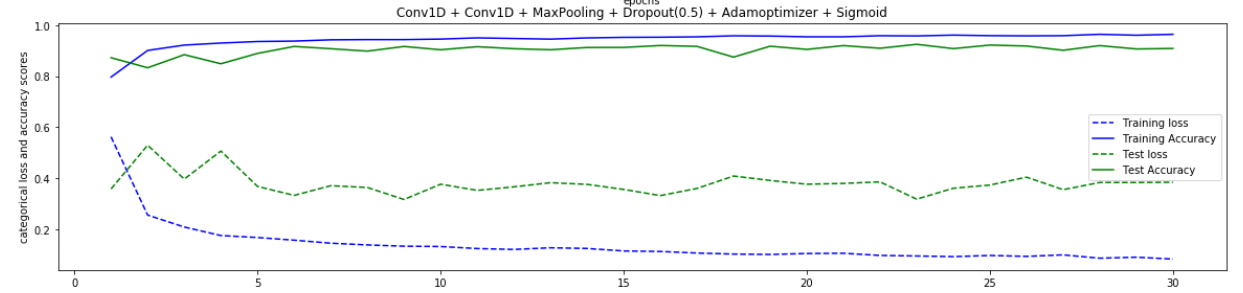 epochs
Conv1D + Conv1D + MaxPooling + Dropout(0.5) + Adamoptimizer + Sigmoid
categorical loss and accuracy scores
1.0
0.8
0.6
0.4
0.2
Training loss
Training Accuracy
Test loss
Test Accuracy
0
5
10
15
20
25
30